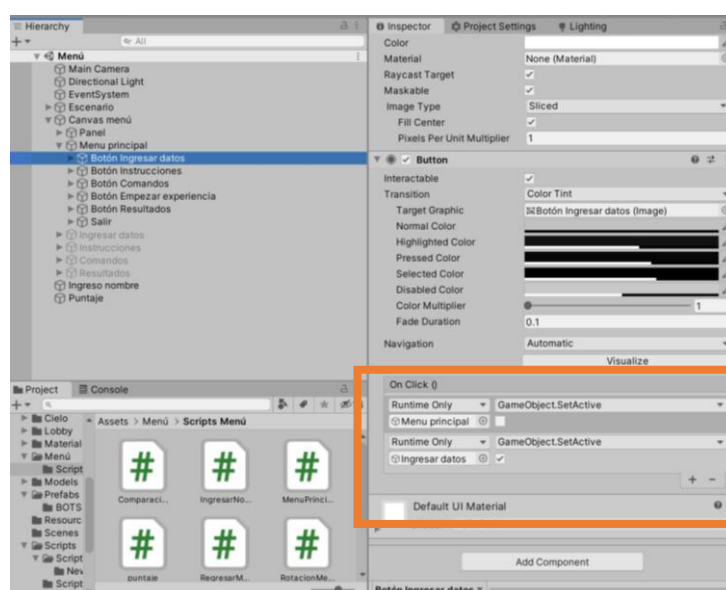 Hierarchy
All
Menú
Main Camera
Directional Light
EventSystem
Escenario
Canvas menú
Panel
Menu principal
Botón Ingresar datos
Botón Instrucciones
Botón Comandos
Botón Empezar experiencia
Botón Resultados
Salir
Ingresar datos
Instrucciones
Comandos
Resultados
Ingreso nombre
Puntaje
Project
Console
Cielo
Lobby
Material
Menú
Script
Models
Prefabs
BOTS
Resourc
Scenes
Scripts
Script
Nev
Script
Assets > Menú > Scripts Menú
Comparaci...
IngresarNo...
MenuPrinci...
puntaje
RegresarM...
RotacionMe...
Inspector
Project Settings
Lighting
Color
Material None (Material)
Raycast Target
Maskable
Image Type Sliced
Fill Center
Pixels Per Unit Multiplier 1
Button
Interactable
Transition Color Tint
Target Graphic Botón Ingresar datos (Image)
Normal Color
Highlighted Color
Pressed Color
Selected Color
Disabled Color
Color Multiplier 1
Fade Duration 0.1
Navigation Automatic
Visualize
On Click ()
Runtime Only GameObject.SetActive
Menu principal
Runtime Only GameObject.SetActive
Ingresar datos
Default UI Material
Add Component
Botón Ingresar datos